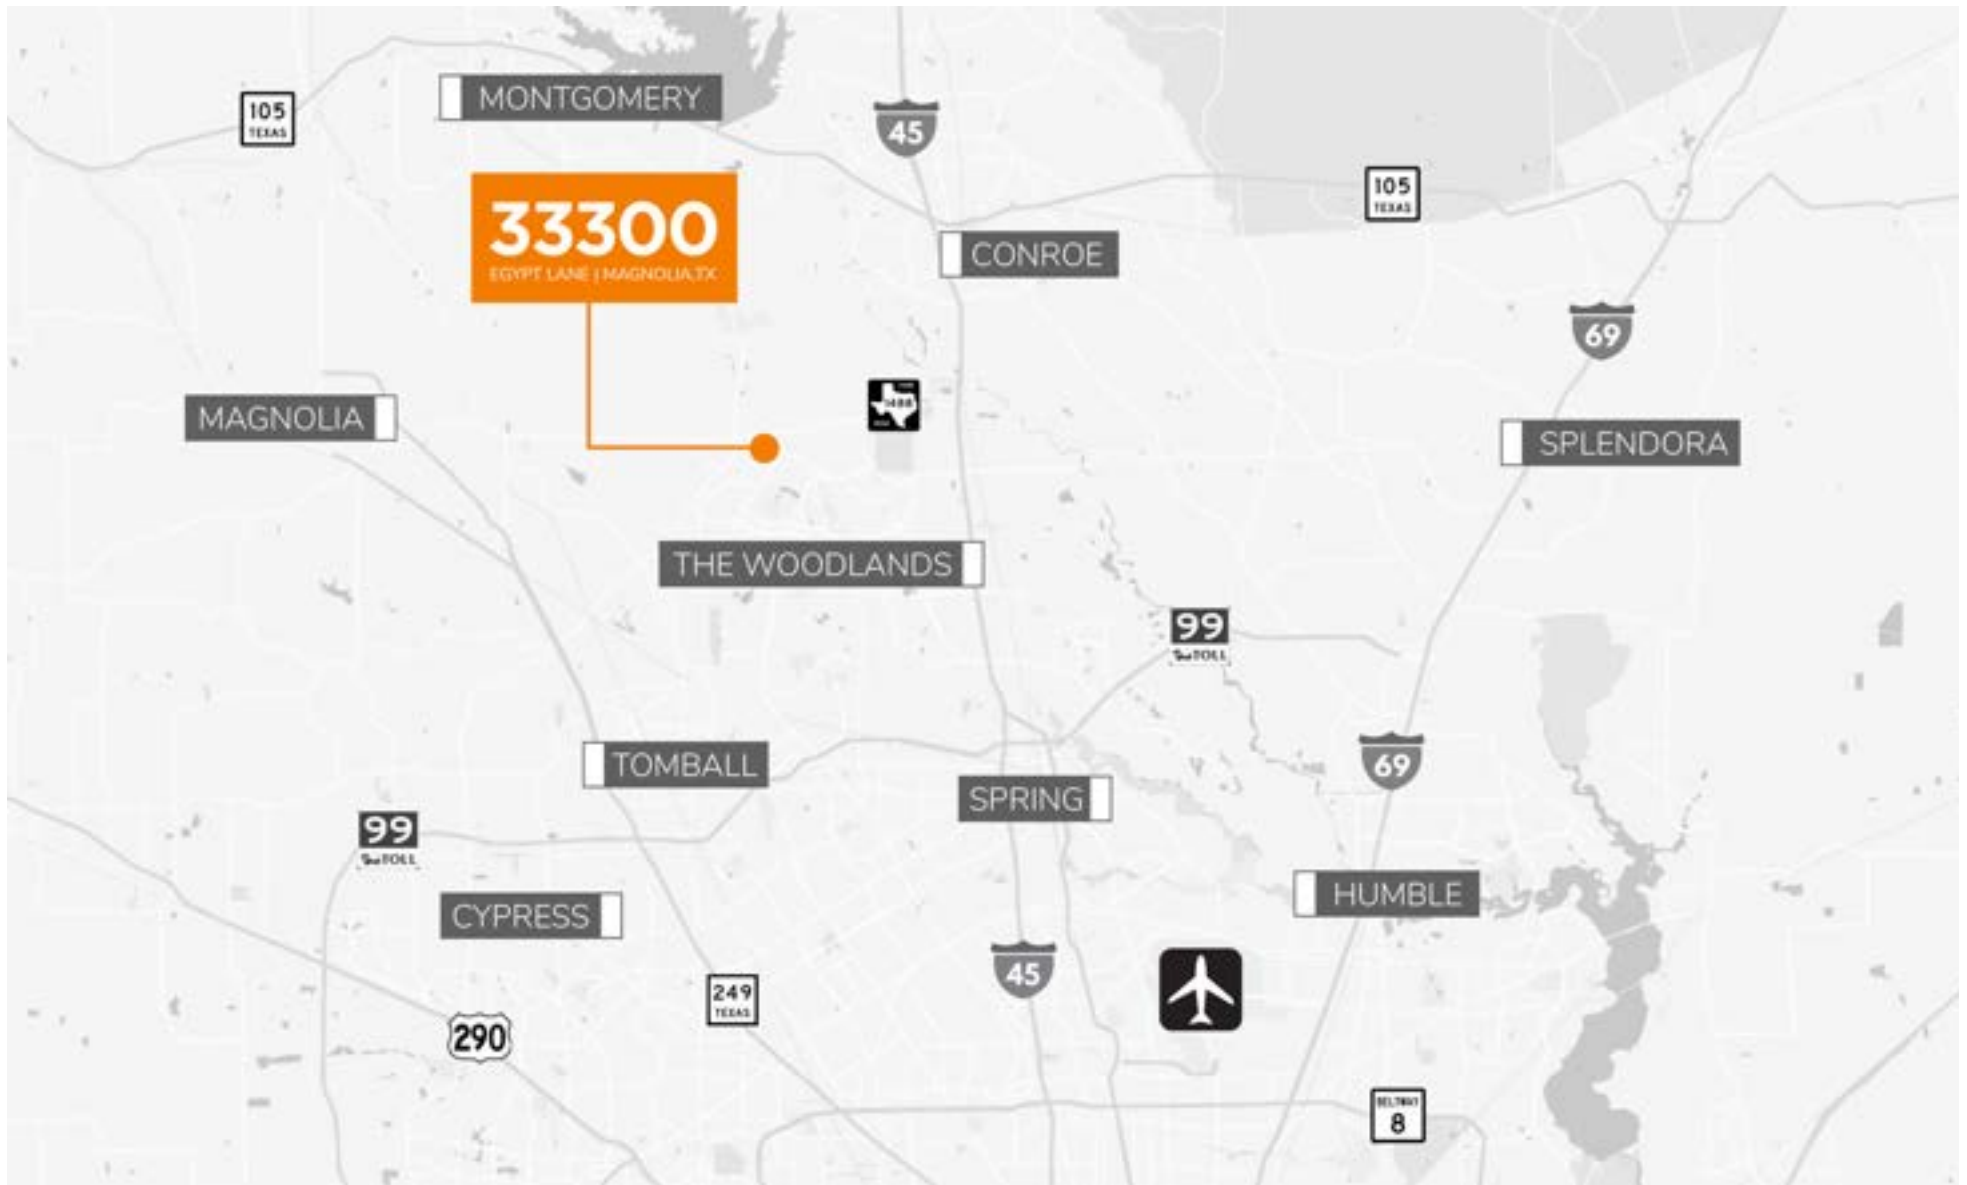 MONTGOMERY
105
TEXAS
45
33300
EGYPT LANE | MAGNOLIA,TX
105
TEXAS
CONROE
69
1488
MAGNOLIA
SPLENDORA
THE WOODLANDS
99
TOLL
TOMBALL
69
SPRING
99
TOLL
HUMBLE
CYPRESS
45
249
TEXAS
290
BELTWAY
8